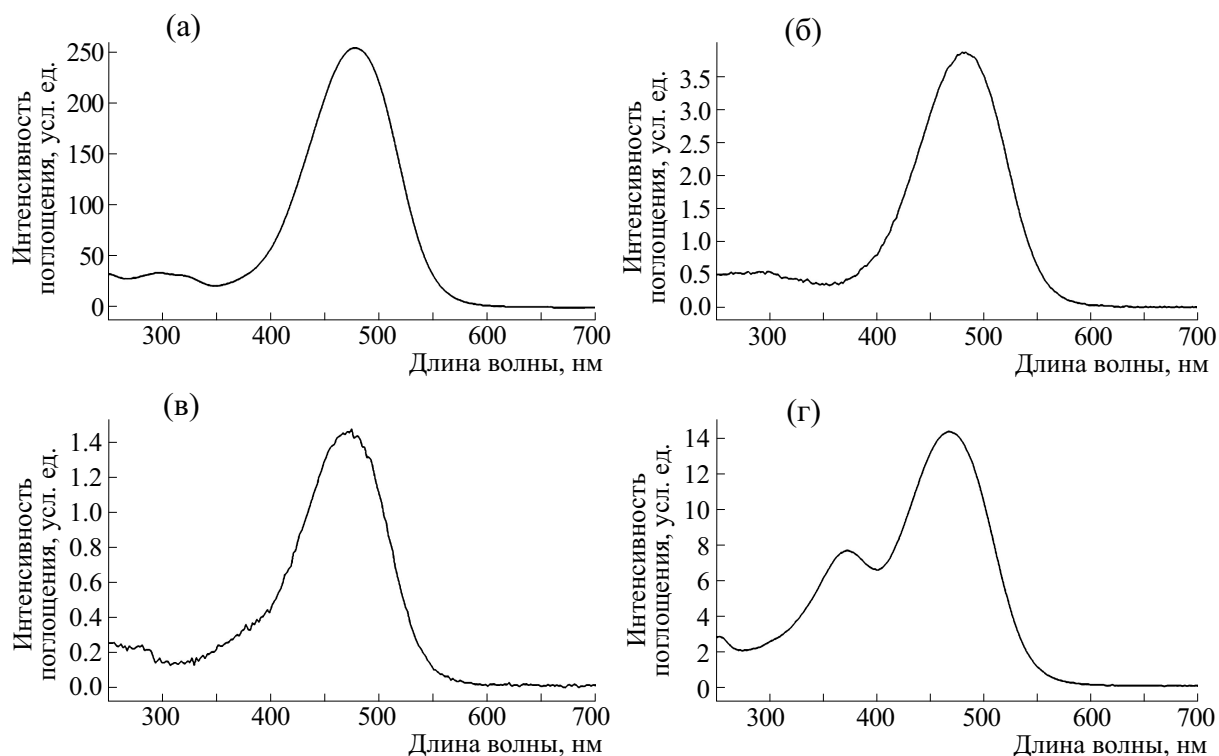 (а)
Интенсивность
поглощения, усл. ед.
250
200
150
100
50
0
300 400 500 600 700
Длина волны, нм
(б)
Интенсивность
поглощения, усл. ед.
3.5
3.0
2.5
2.0
1.5
1.0
0.5
0.0
300 400 500 600 700
Длина волны, нм
(в)
Интенсивность
поглощения, усл. ед.
1.4
1.2
1.0
0.8
0.6
0.4
0.2
0.0
300 400 500 600 700
Длина волны, нм
(г)
Интенсивность
поглощения, усл. ед.
14
12
10
8
6
4
2
0
300 400 500 600 700
Длина волны, нм